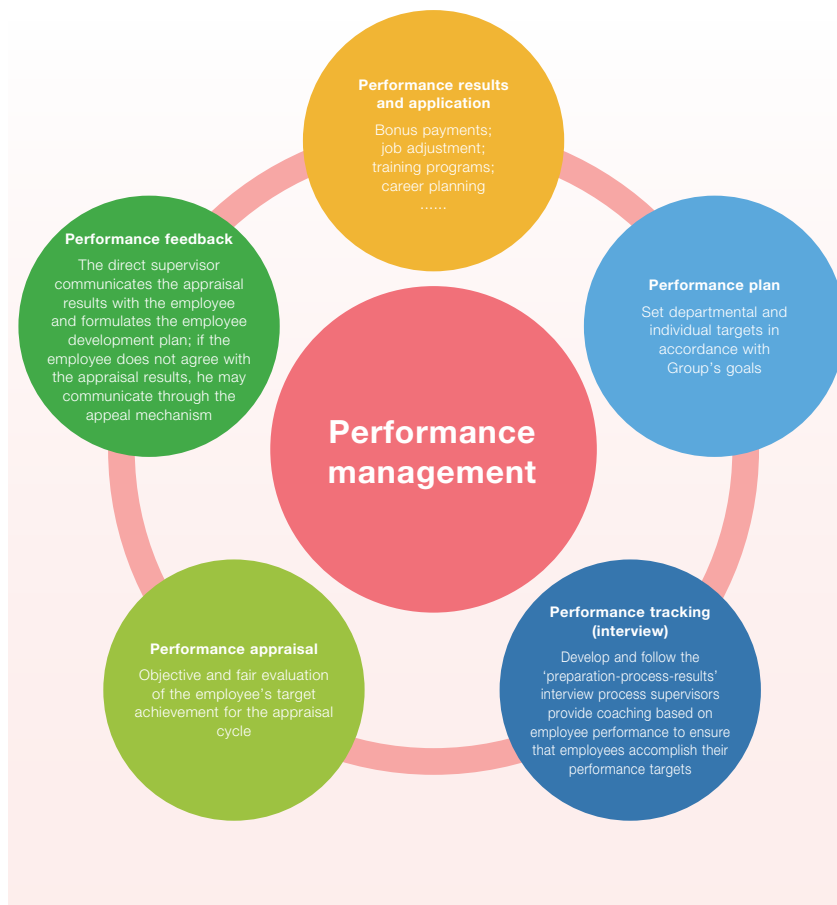 Performance results
and application
Bonus payments;
job adjustment;
training programs;
career planning
......
Performance feedback
The direct supervisor
communicates the appraisal
results with the employee
and formulates the employee
development plan; if the
employee does not agree with
the appraisal results, he may
communicate through the
appeal mechanism
Performance plan
Set departmental and
individual targets in
accordance with
Group's goals
Performance
management
Performance appraisal
Objective and fair evaluation
of the employee's target
achievement for the appraisal
cycle
Performance tracking
(interview)
Develop and follow the
‘preparation-process-results’
interview process supervisors
provide coaching based on
employee performance to ensure
that employees accomplish their
performance targets